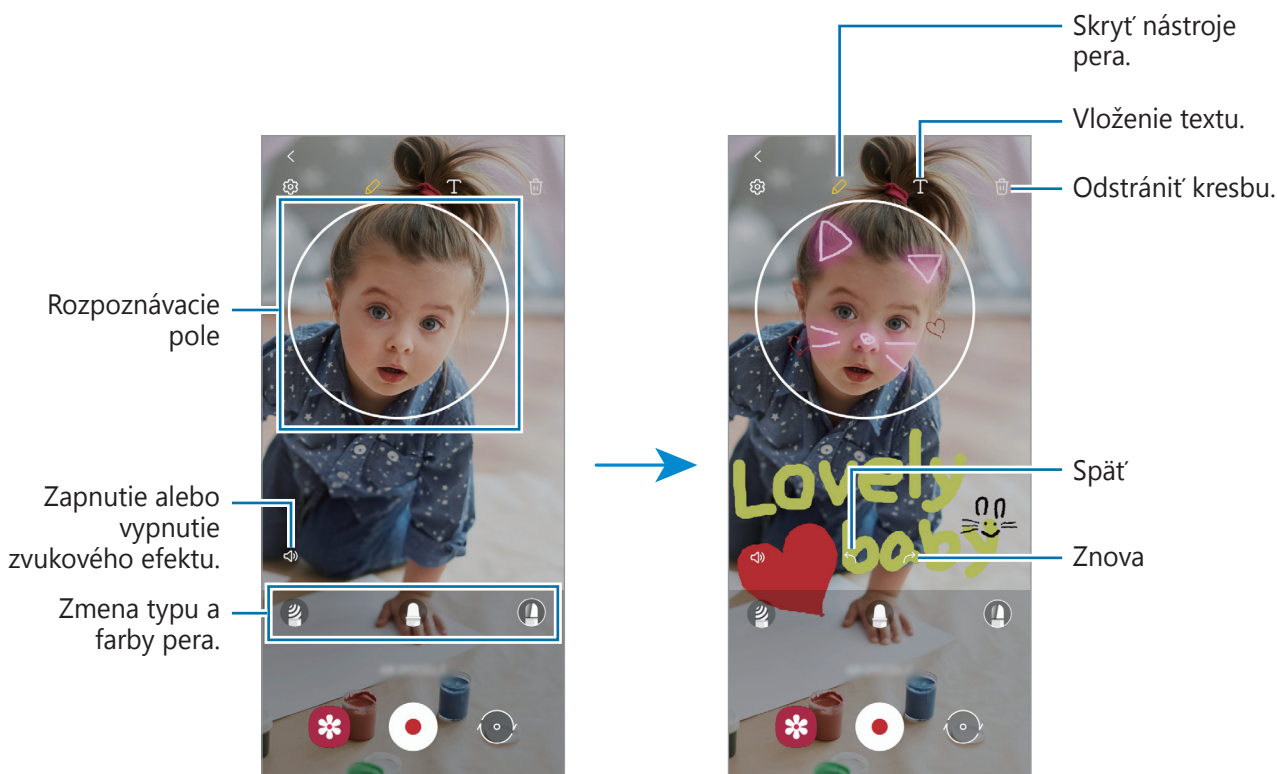 Skryť nástroje
pera.
Vloženie textu.
Odstrániť kresbu.
T
T
Rozpoznávacie
pole
Lovely
baby
Späť
Zapnutie alebo
vypnutie
zvukového efektu.
Znova
Zmena typu a
farby pera.